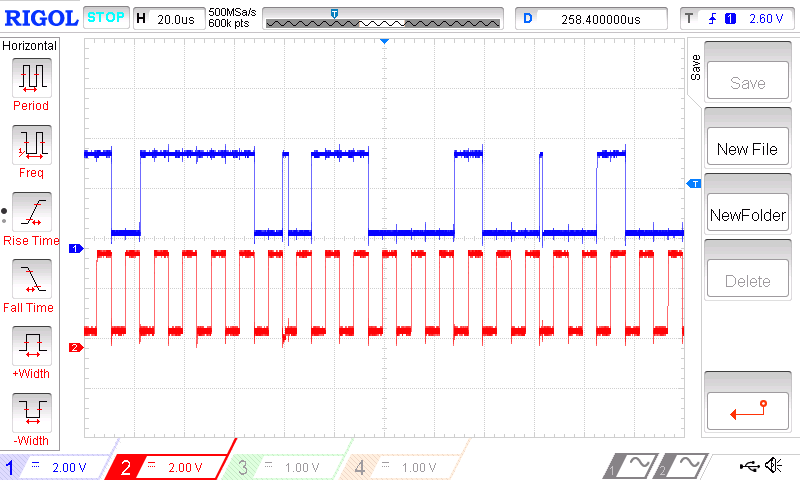 RIGOL STOP H 20.0us 500MSa/s
600k pts
T
D 258.400000us T 1 2.60 V
Horizontal
Period
Freq
Rise Time
Fall Time
+Width
-Width
Save
Save
New File
NewFolder
Delete
T
1
2
1 2.00 V 2 2.00 V 3 1.00 V 4 1.00 V 1 2